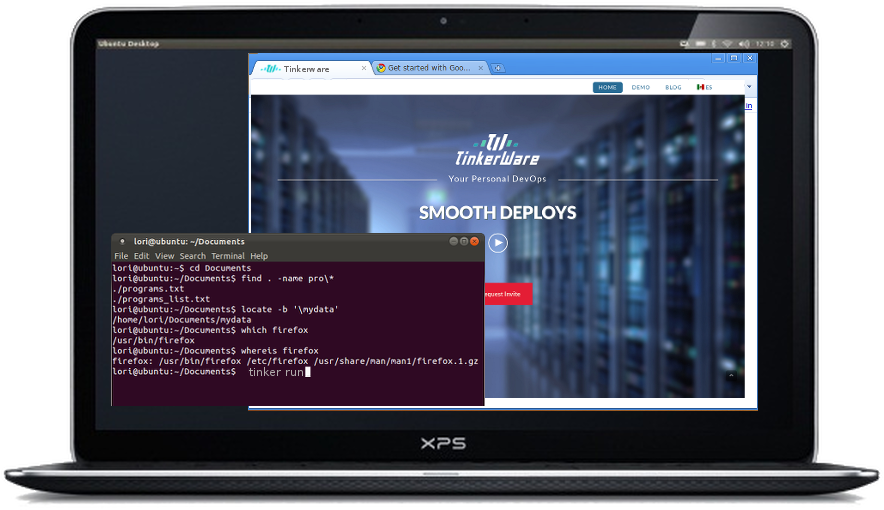 Ubuntu Desktop
12:10
Tinkerware
Get started with Goo...
HOME DEMO BLOG ES
in
TinkerWare
Your Personal DevOps
SMOOTH DEPLOYS
equest Invite
lori@ubuntu: ~/Documents
File Edit View Search Terminal Help
lori@ubuntu:~$ cd Documents
lori@ubuntu:~/Documents$ find . -name pro\*
./programs.txt
./programs_list.txt
lori@ubuntu:~/Documents$ locate -b '\mydata'
/home/lori/Documents/mydata
lori@ubuntu:~/Documents$ which firefox
/usr/bin/firefox
lori@ubuntu:~/Documents$ whereis firefox
firefox: /usr/bin/firefox /etc/firefox /usr/share/man/man1/firefox.1.gz
lori@ubuntu:~/Documents$ tinker run
XPS